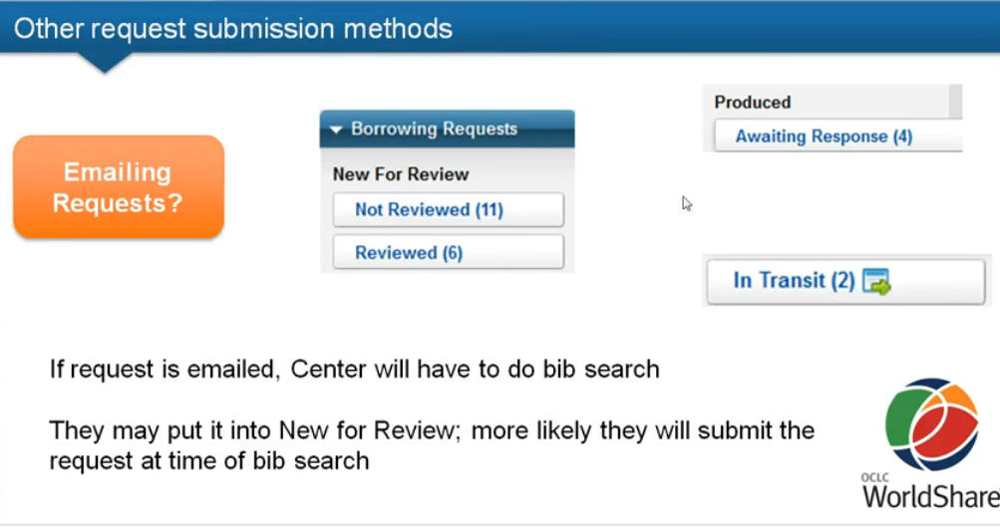 Other request submission methods
Emailing
Requests?
Borrowing Requests
New For Review
Not Reviewed (11)
Reviewed (6)
Produced
Awaiting Response (4)
In Transit (2)
If request is emailed, Center will have to do bib search
They may put it into New for Review; more likely they will submit the
request at time of bib search
OCLC
WorldShare